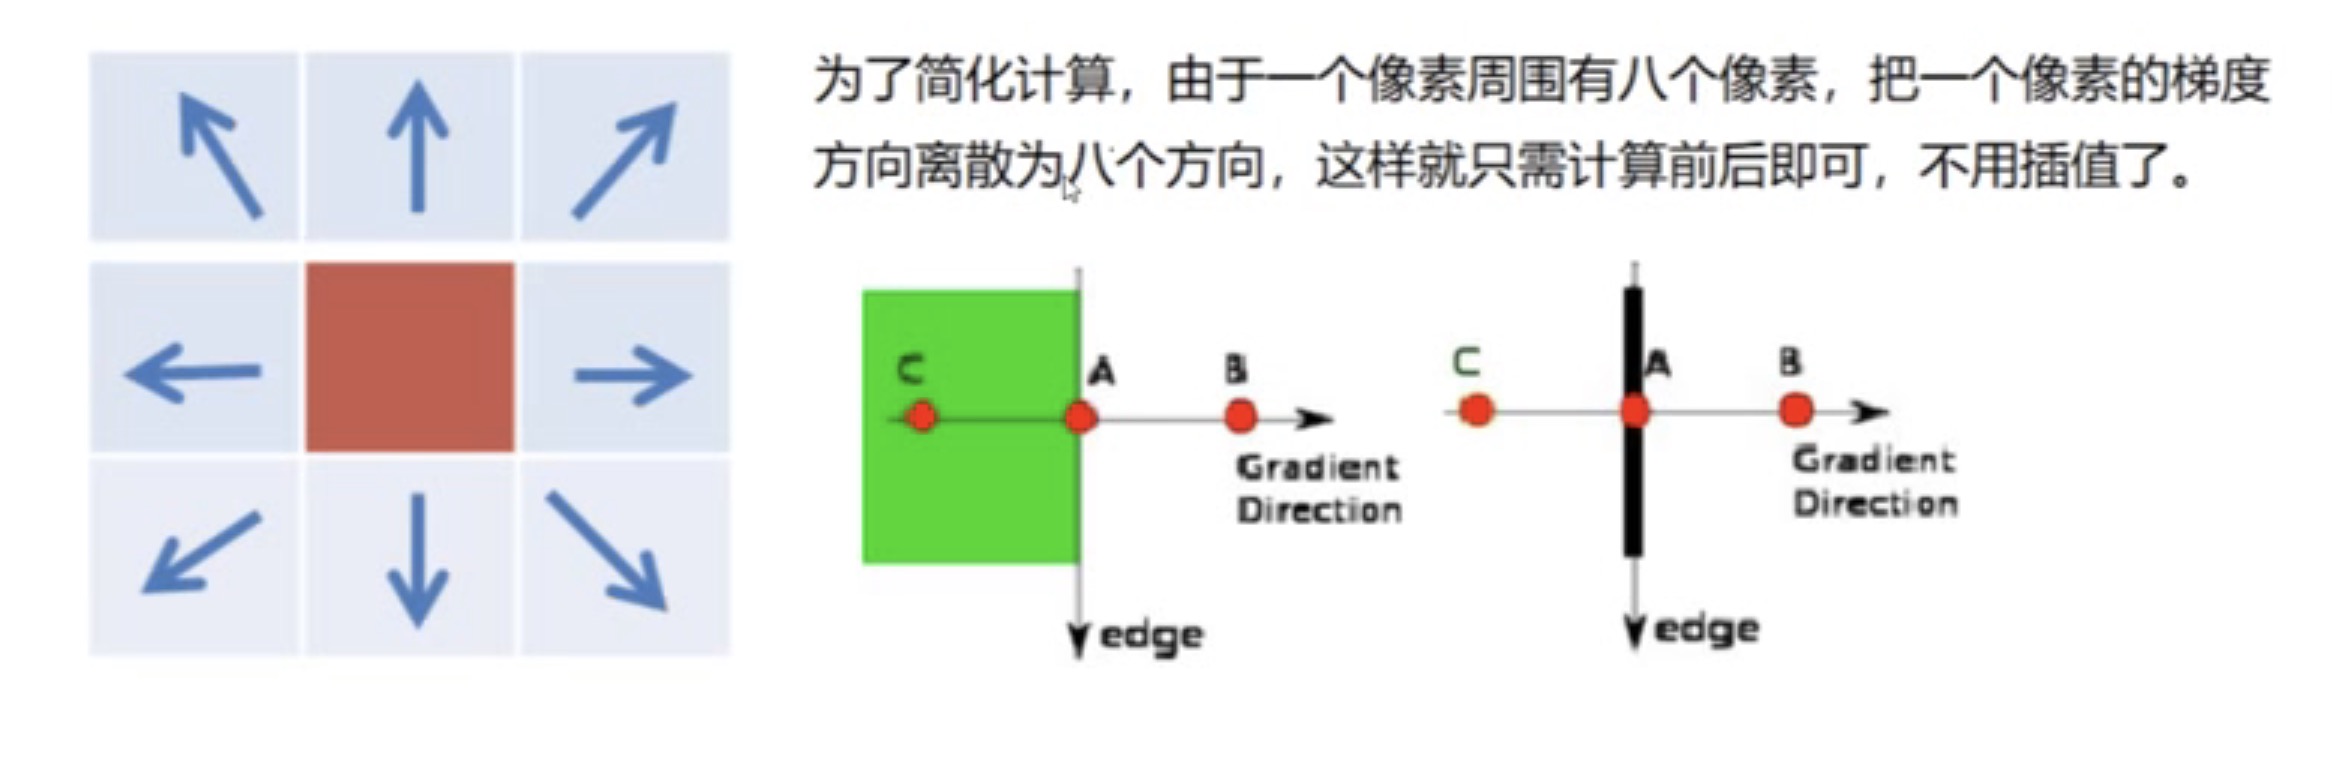 为了简化计算，由于一个像素周围有八个像素，把一个像素的梯度
方向离散为八个方向，这样就只需计算前后即可，不用插值了。
C A B
Gradient
Direction
edge
C A B
Gradient
Direction
edge